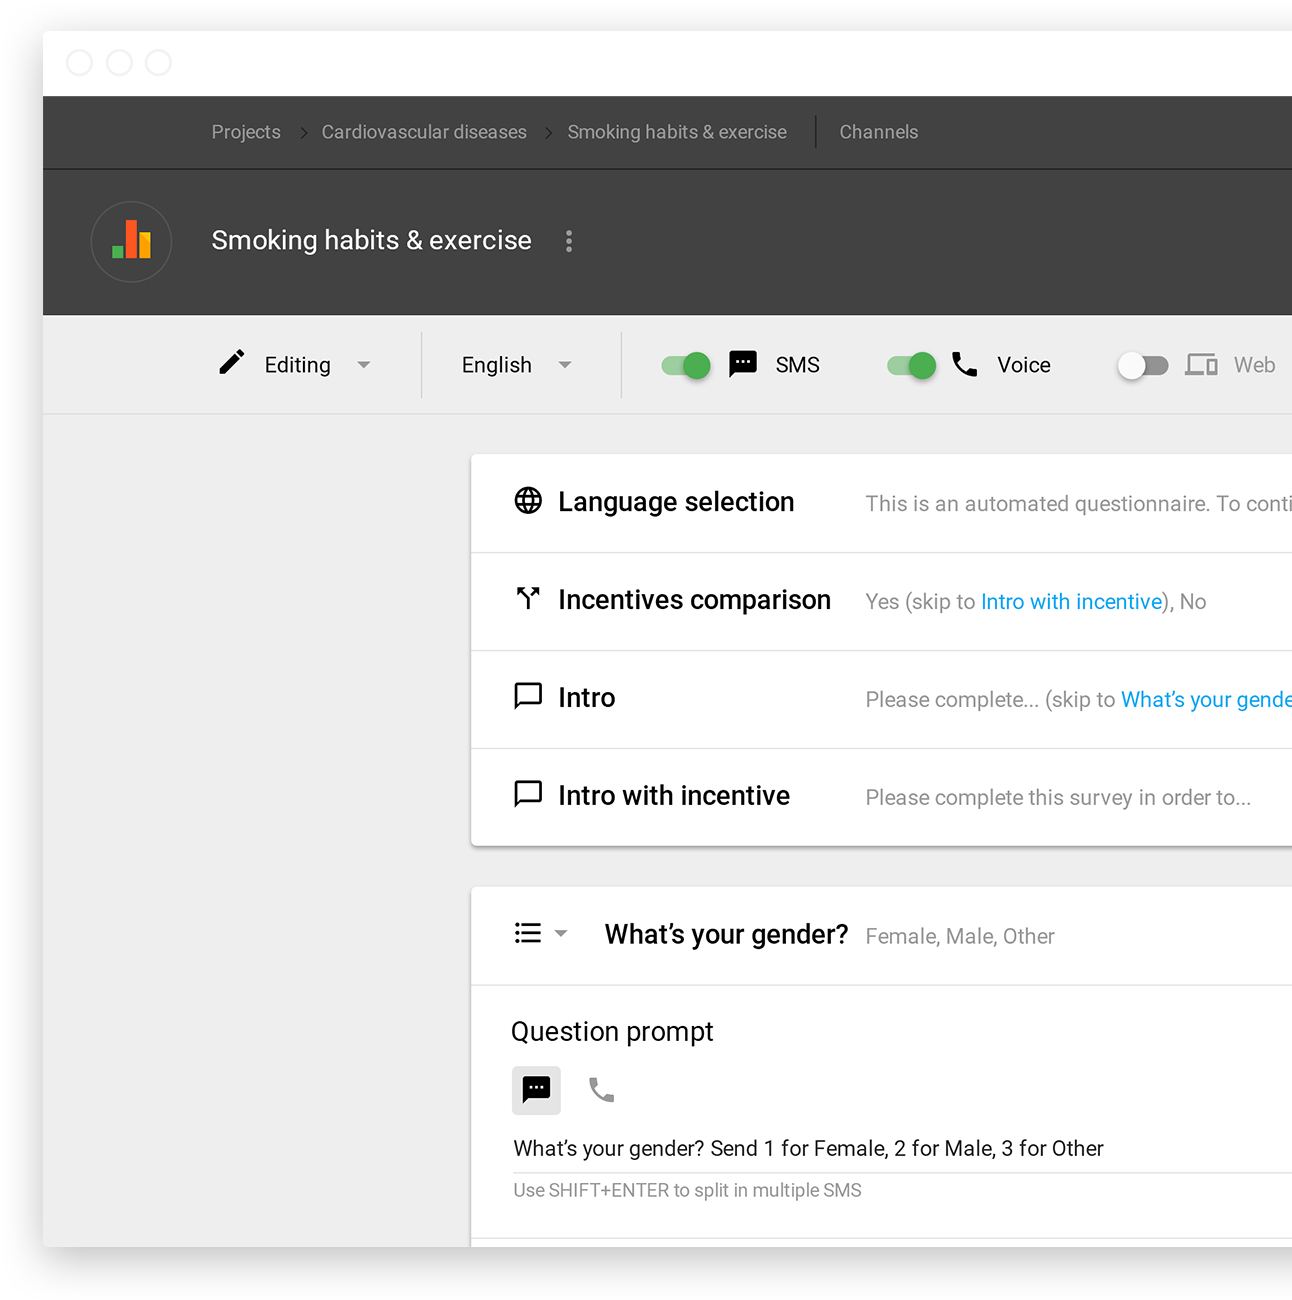 Projects > Cardiovascular diseases > Smoking habits & exercise | Channels
Smoking habits & exercise
Editing English SMS Voice Web
Language selection This is an automated questionnaire. To
Incentives comparison Yes (skip to Intro with incentive), No
Intro Please complete... (skip to What’s your
Intro with incentive Please complete this survey in order to...
What’s your gender? Female, Male, Other
Question prompt
What’s your gender? Send 1 for Female, 2 for Male, 3 for Other
Use SHIFT+ENTER to split in multiple SMS